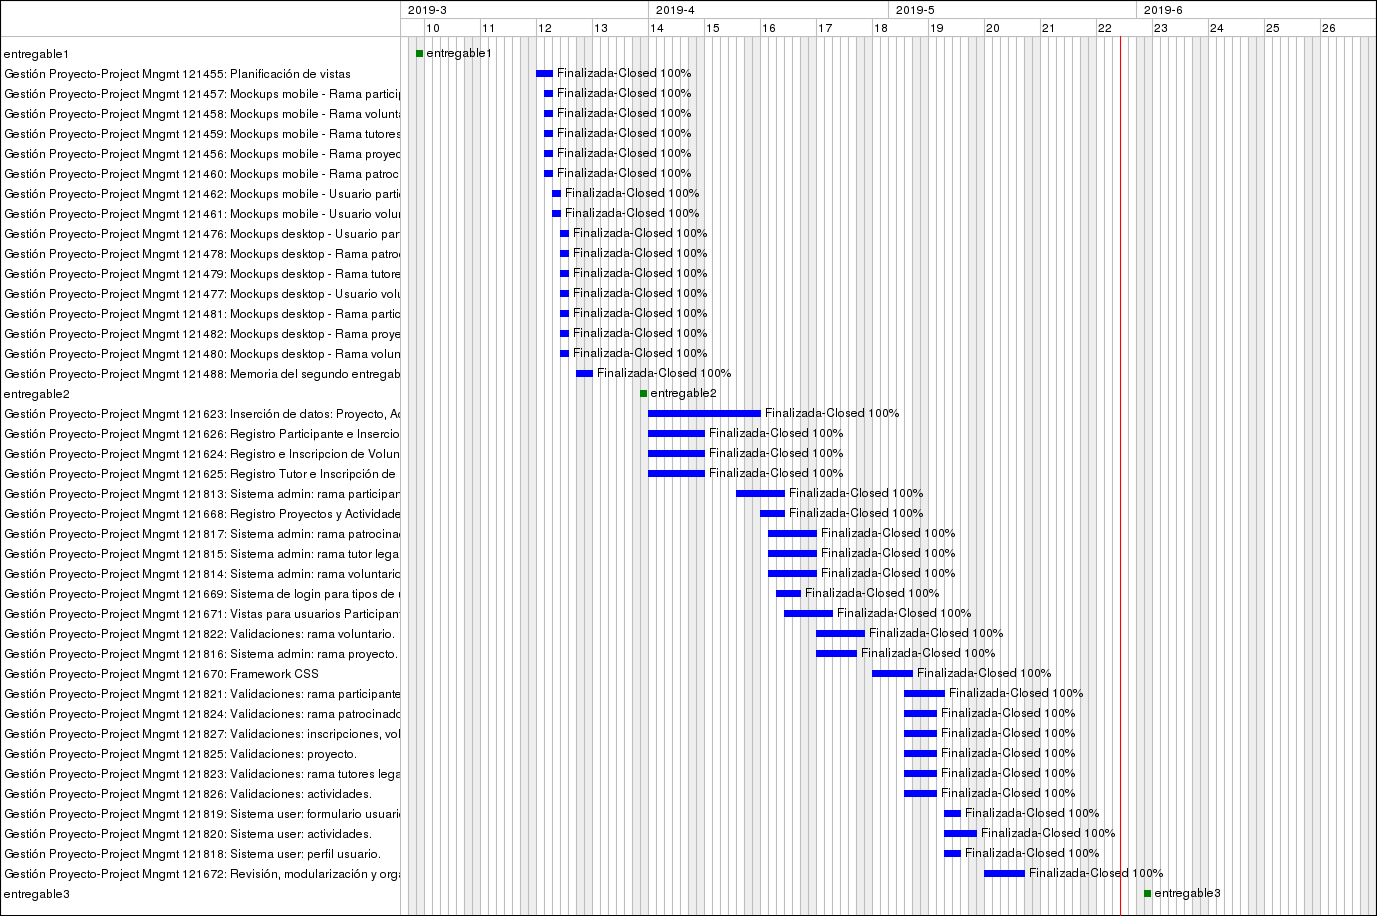 2019-3 2019-4 2019-5 2019-6
10 11 12 13 14 15 16 17 18 19 20 21 22 23 24 25 26
entregable1 entregable1
Gestión Proyecto-Project Mngmt 121455: Planificación de vistas Finalizada-Closed 100%
Gestión Proyecto-Project Mngmt 121457: Mockups mobile - Rama particip Finalizada-Closed 100%
Gestión Proyecto-Project Mngmt 121458: Mockups mobile - Rama volunta Finalizada-Closed 100%
Gestión Proyecto-Project Mngmt 121459: Mockups mobile - Rama tutores Finalizada-Closed 100%
Gestión Proyecto-Project Mngmt 121456: Mockups mobile - Rama proyec Finalizada-Closed 100%
Gestión Proyecto-Project Mngmt 121460: Mockups mobile - Rama patroc Finalizada-Closed 100%
Gestión Proyecto-Project Mngmt 121462: Mockups mobile - Usuario parti Finalizada-Closed 100%
Gestión Proyecto-Project Mngmt 121461: Mockups mobile - Usuario volun Finalizada-Closed 100%
Gestión Proyecto-Project Mngmt 121476: Mockups desktop - Usuario par Finalizada-Closed 100%
Gestión Proyecto-Project Mngmt 121478: Mockups desktop - Rama patro Finalizada-Closed 100%
Gestión Proyecto-Project Mngmt 121479: Mockups desktop - Rama tutore Finalizada-Closed 100%
Gestión Proyecto-Project Mngmt 121477: Mockups desktop - Usuario volu Finalizada-Closed 100%
Gestión Proyecto-Project Mngmt 121481: Mockups desktop - Rama partic Finalizada-Closed 100%
Gestión Proyecto-Project Mngmt 121482: Mockups desktop - Rama proye Finalizada-Closed 100%
Gestión Proyecto-Project Mngmt 121480: Mockups desktop - Rama volun Finalizada-Closed 100%
Gestión Proyecto-Project Mngmt 121488: Memoria del segundo entregab Finalizada-Closed 100%
entregable2 entregable2
Gestión Proyecto-Project Mngmt 121623: Inserción de datos: Proyecto, Ac Finalizada-Closed 100%
Gestión Proyecto-Project Mngmt 121626: Registro Participante e Insercio Finalizada-Closed 100%
Gestión Proyecto-Project Mngmt 121624: Registro e Inscripcion de Volun Finalizada-Closed 100%
Gestión Proyecto-Project Mngmt 121625: Registro Tutor e Inscripción de Finalizada-Closed 100%
Gestión Proyecto-Project Mngmt 121813: Sistema admin: rama participan Finalizada-Closed 100%
Gestión Proyecto-Project Mngmt 121668: Registro Proyectos y Actividade Finalizada-Closed 100%
Gestión Proyecto-Project Mngmt 121817: Sistema admin: rama patrocina Finalizada-Closed 100%
Gestión Proyecto-Project Mngmt 121815: Sistema admin: rama tutor lega Finalizada-Closed 100%
Gestión Proyecto-Project Mngmt 121814: Sistema admin: rama voluntario Finalizada-Closed 100%
Gestión Proyecto-Project Mngmt 121669: Sistema de login para tipos de u Finalizada-Closed 100%
Gestión Proyecto-Project Mngmt 121671: Vistas para usuarios Participan Finalizada-Closed 100%
Gestión Proyecto-Project Mngmt 121822: Validaciones: rama voluntario. Finalizada-Closed 100%
Gestión Proyecto-Project Mngmt 121816: Sistema admin: rama proyecto. Finalizada-Closed 100%
Gestión Proyecto-Project Mngmt 121670: Framework CSS Finalizada-Closed 100%
Gestión Proyecto-Project Mngmt 121821: Validaciones: rama participante Finalizada-Closed 100%
Gestión Proyecto-Project Mngmt 121824: Validaciones: rama patrocinado Finalizada-Closed 100%
Gestión Proyecto-Project Mngmt 121827: Validaciones: inscripciones, vol Finalizada-Closed 100%
Gestión Proyecto-Project Mngmt 121825: Validaciones: proyecto. Finalizada-Closed 100%
Gestión Proyecto-Project Mngmt 121823: Validaciones: rama tutores lega Finalizada-Closed 100%
Gestión Proyecto-Project Mngmt 121826: Validaciones: actividades. Finalizada-Closed 100%
Gestión Proyecto-Project Mngmt 121819: Sistema user: formulario usuari Finalizada-Closed 100%
Gestión Proyecto-Project Mngmt 121820: Sistema user: actividades. Finalizada-Closed 100%
Gestión Proyecto-Project Mngmt 121818: Sistema user: perfil usuario. Finalizada-Closed 100%
Gestión Proyecto-Project Mngmt 121672: Revisión, modularización y orga Finalizada-Closed 100%
entregable3 entregable3